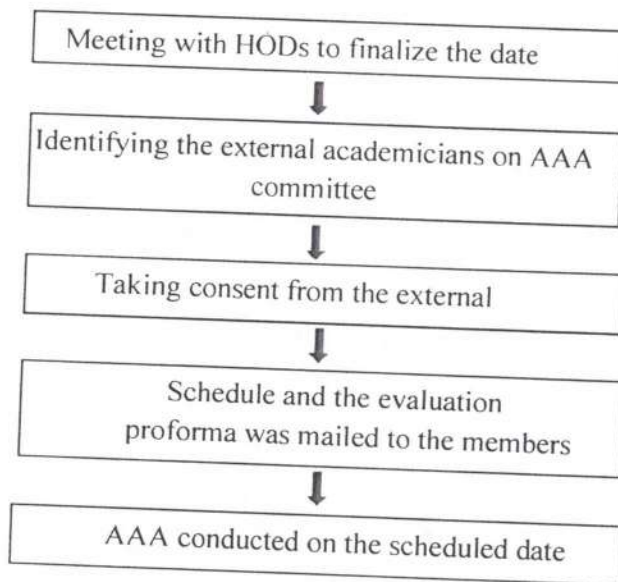 Meeting with HODs to finalize the date
Identifying the external academicians on AAA
committee
Taking consent from the external
Schedule and the evaluation
proforma was mailed to the members
AAA conducted on the scheduled date